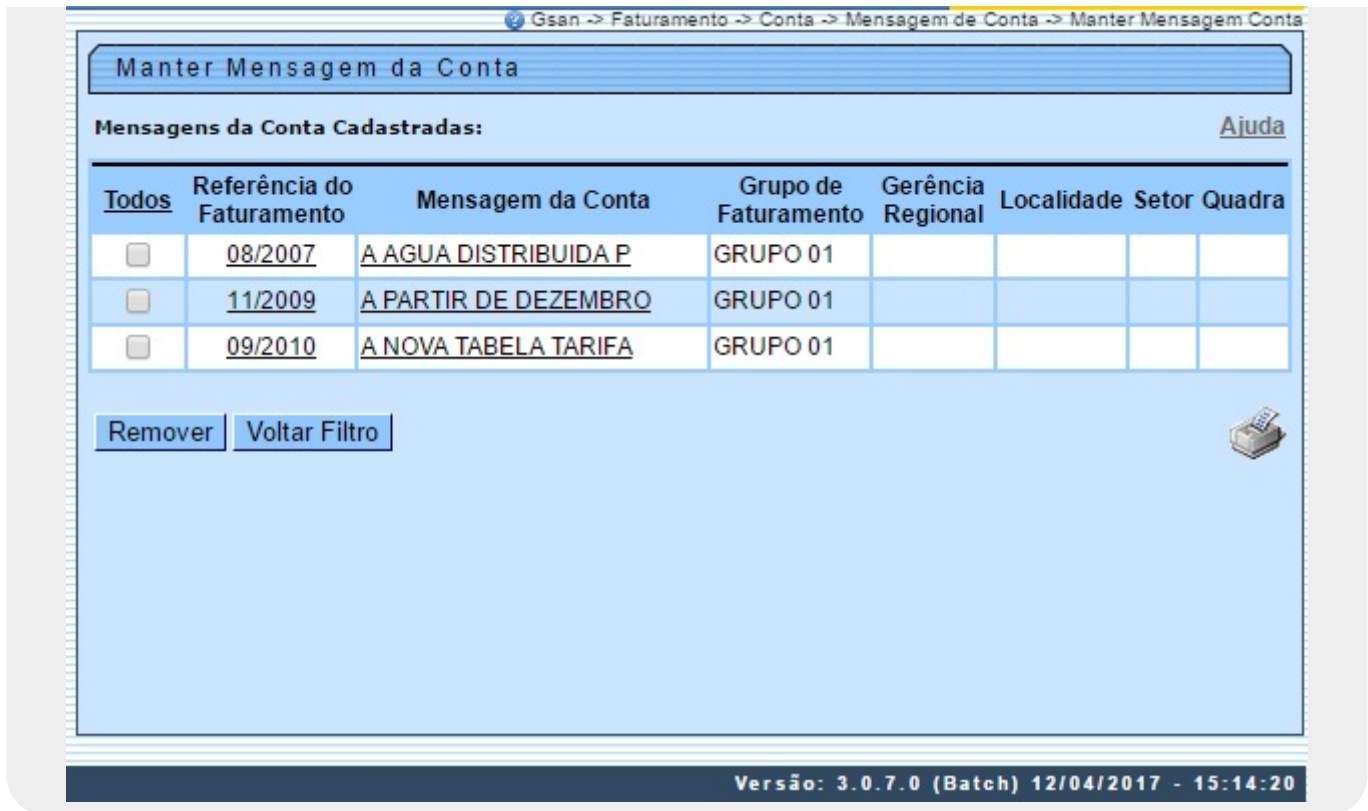 Gsan -> Faturamento -> Conta -> Mensagem de Conta -> Manter Mensagem Conta
Manter Mensagem da Conta
Mensagens da Conta Cadastradas: Ajuda
Todos Referência do Faturamento Mensagem da Conta Grupo de Faturamento Gerência Regional Localidade Setor Quadra
08/2007 A AGUA DISTRIBUIDA P GRUPO 01
11/2009 A PARTIR DE DEZEMBRO GRUPO 01
09/2010 A NOVA TABELA TARIFA GRUPO 01
Remover Voltar Filtro
Versão: 3.0.7.0 (Batch) 12/04/2017 - 15:14:20